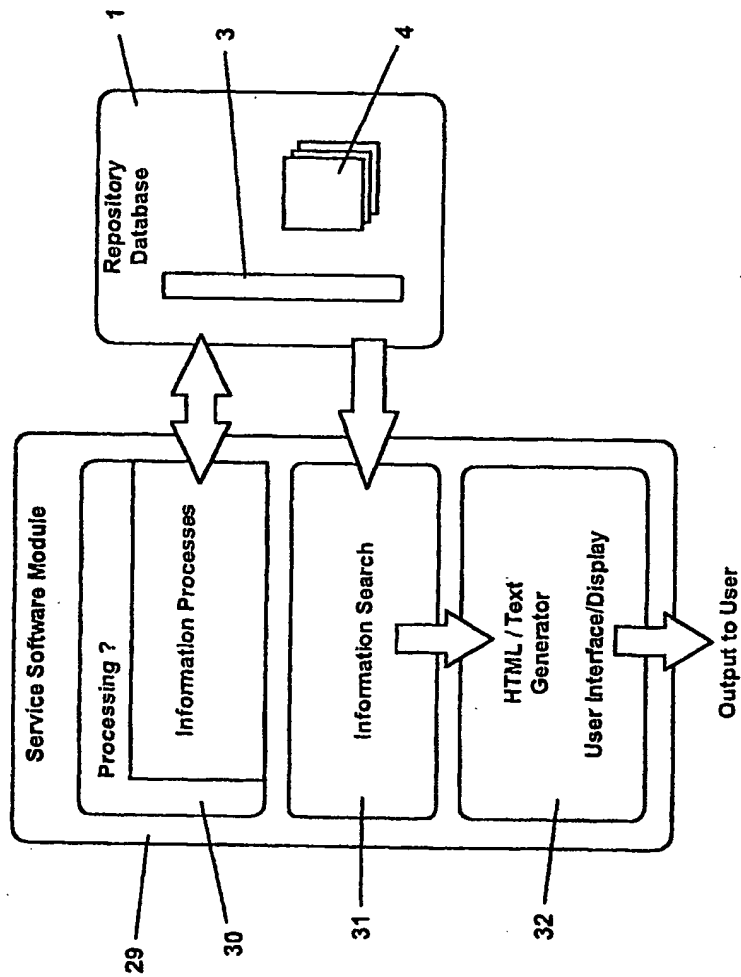 Service Software Module
Processing ?
Information Processes
Information Search
HTML / Text
Generator
User Interface/Display
Output to User
Repository
Database
1
3
4
29
30
31
32